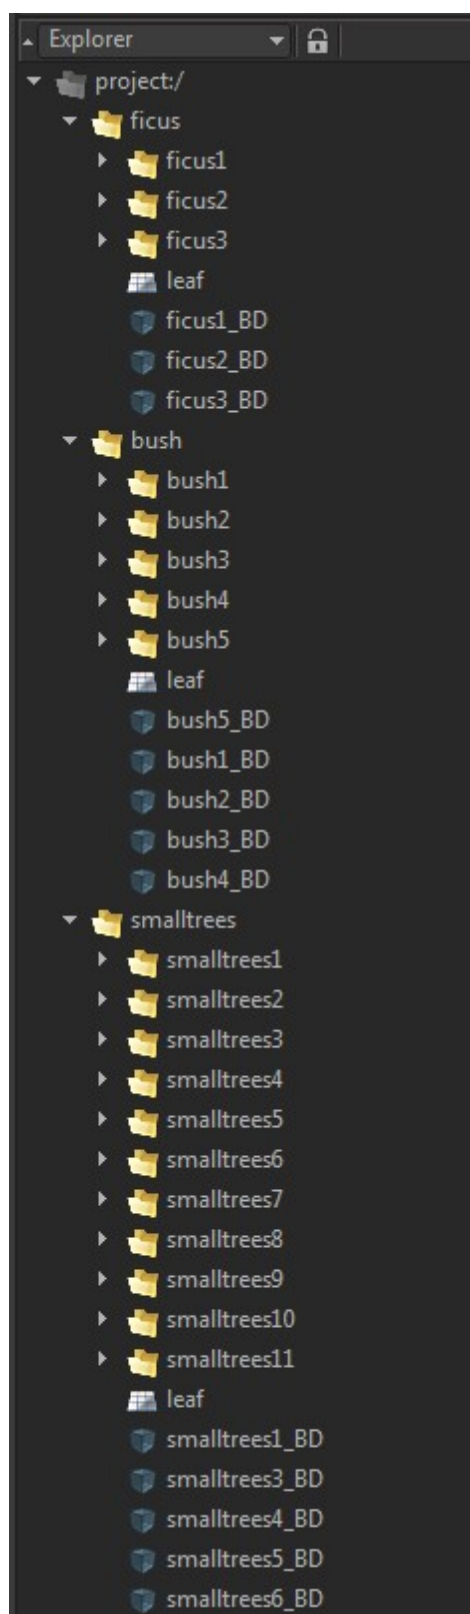 Explorer
project:/
ficus
ficus1
ficus2
ficus3
leaf
ficus1_BD
ficus2_BD
ficus3_BD
bush
bush1
bush2
bush3
bush4
bush5
leaf
bush5_BD
bush1_BD
bush2_BD
bush3_BD
bush4_BD
smalltrees
smalltrees1
smalltrees2
smalltrees3
smalltrees4
smalltrees5
smalltrees6
smalltrees7
smalltrees8
smalltrees9
smalltrees10
smalltrees11
leaf
smalltrees1_BD
smalltrees3_BD
smalltrees4_BD
smalltrees5_BD
smalltrees6_BD